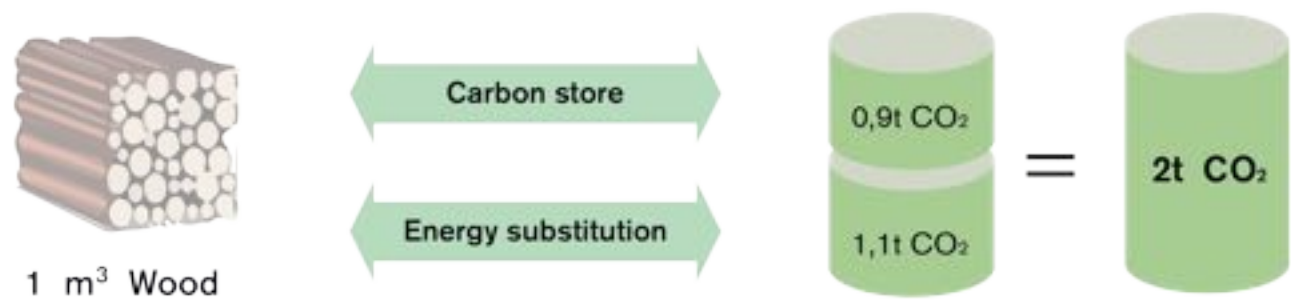 Carbon store
0,9t CO₂
2t CO₂
Energy substitution
1,1t CO₂
1 m³ Wood